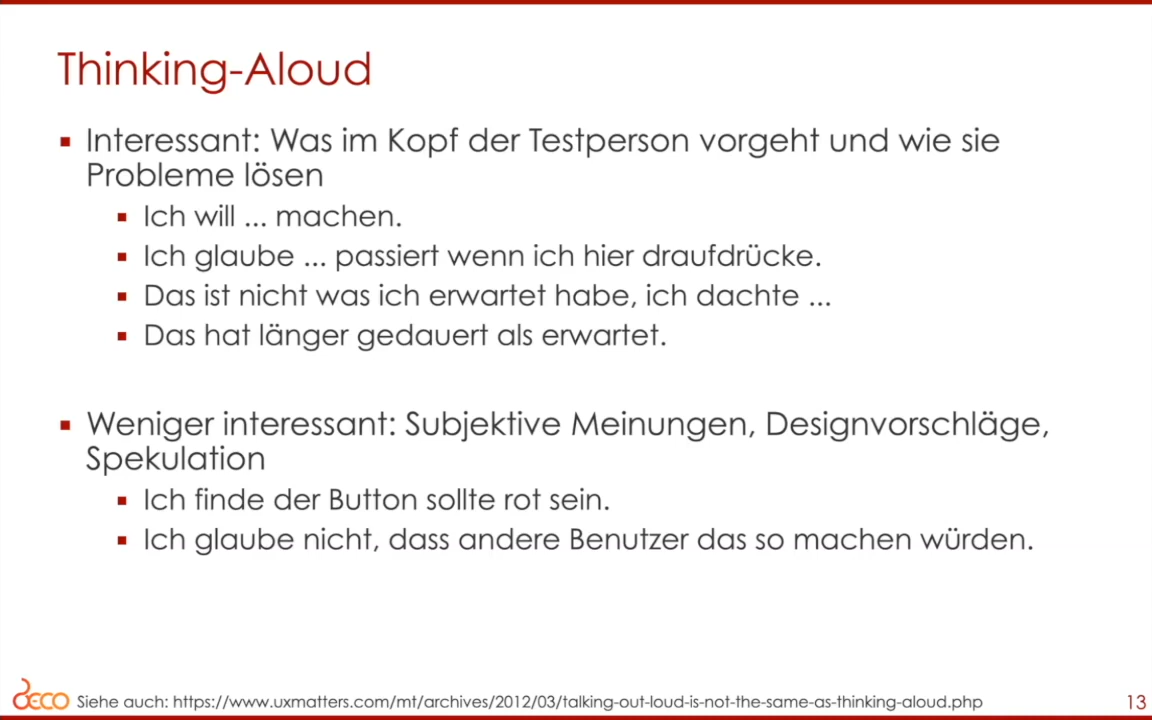 Thinking-Aloud
▪ Interessant: Was im Kopf der Testperson vorgeht und wie sie
Probleme lösen
▪ Ich will ... machen.
▪ Ich glaube ... passiert wenn ich hier draufdrücke.
▪ Das ist nicht was ich erwartet habe, ich dachte ...
▪ Das hat länger gedauert als erwartet.
▪ Weniger interessant: Subjektive Meinungen, Designvorschläge,
Spekulation
▪ Ich finde der Button sollte rot sein.
▪ Ich glaube nicht, dass andere Benutzer das so machen würden.
DECO Siehe auch: https://www.uxmatters.com/mt/archives/2012/03/talking-out-loud-is-not-the-same-as-thinking-aloud.php 13